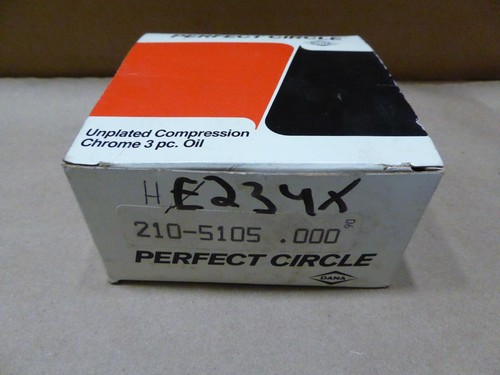 PERFECT CIRCLE
Unplated Compression
Chrome 3 pc. Oil
H E234X
210-5105 .000
PERFECT CIRCLE
DANA